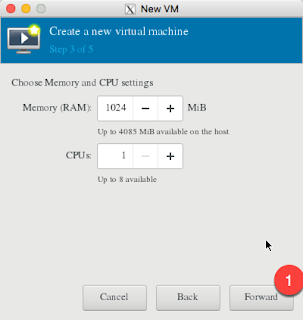 New VM
Create a new virtual machine
Step 3 of 5
Choose Memory and CPU settings
Memory (RAM): 1024 − + MiB
Up to 4085 MiB available on the host
CPUs: 1 − +
Up to 8 available
1
Cancel Back Forward